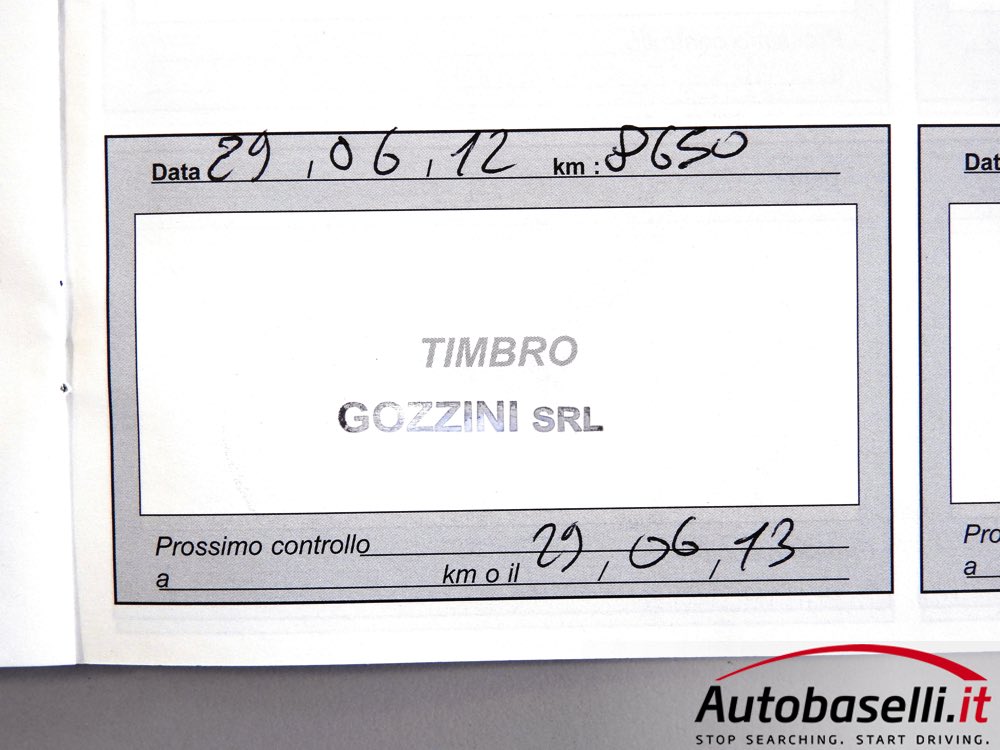 Data 29,06,12 km : 8650
TIMBRO
GOZZINI SRL
Prossimo controllo
a km o il 29,06,13
Dat
Pro
a
Autobaselli.it
STOP SEARCHING. START DRIVING.